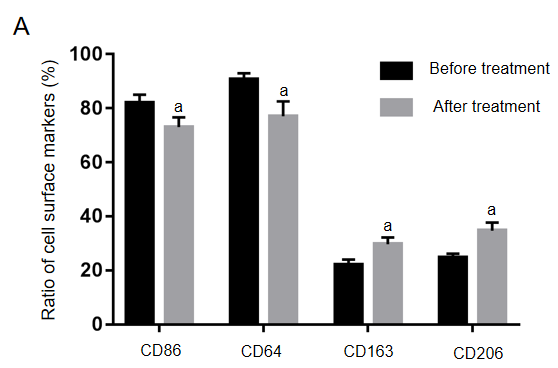 A
Ratio of cell surface markers (%)
100
80
60
40
20
0
Before treatment
After treatment
a
a
a
a
CD86
CD64
CD163
CD206